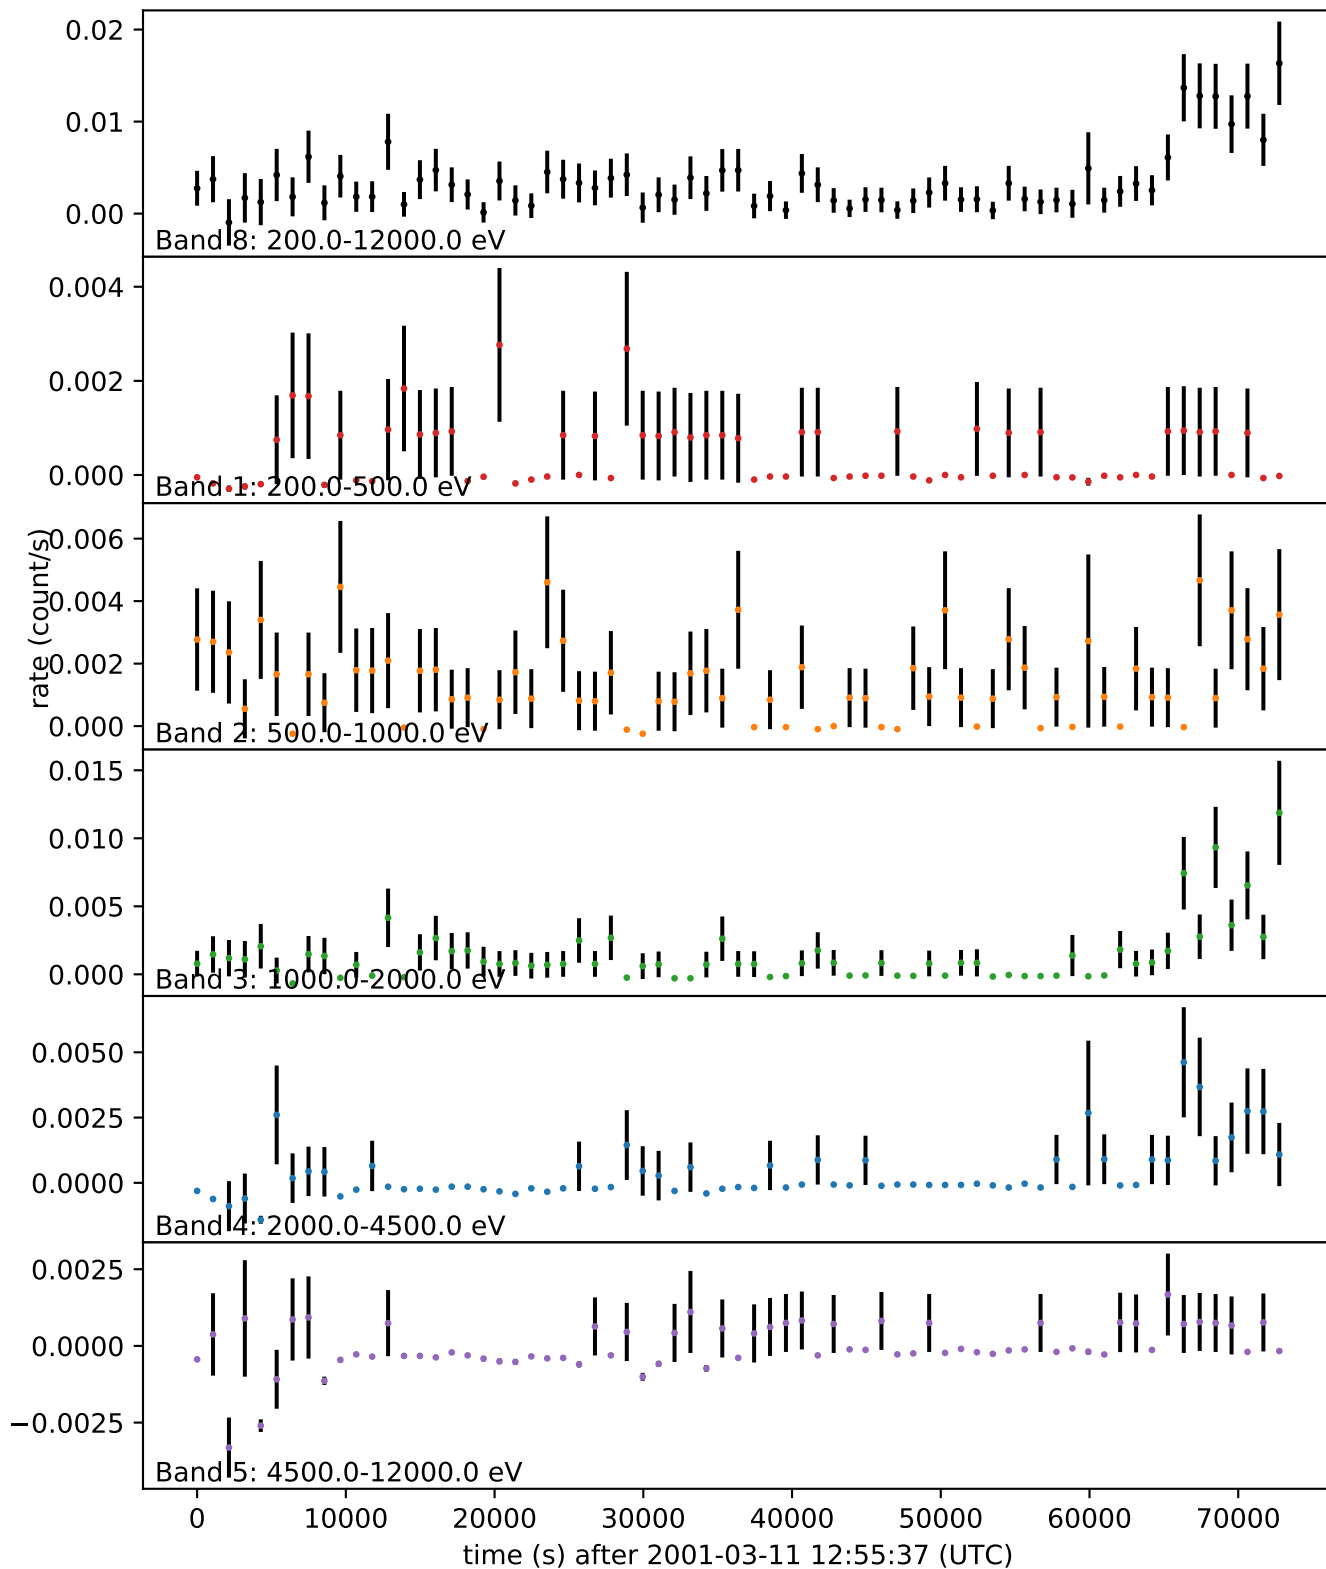 0.02
0.01
0.00
Band 8: 200.0-12000.0 eV
0.004
0.002
0.000
Band 1: 200.0-500.0 eV
rate (count/s)
0.006
0.004
0.002
0.000
Band 2: 500.0-1000.0 eV
0.015
0.010
0.005
0.000
Band 3: 1000.0-2000.0 eV
0.0050
0.0025
0.0000
Band 4: 2000.0-4500.0 eV
0.0025
0.0000
−0.0025
Band 5: 4500.0-12000.0 eV
0 10000 20000 30000 40000 50000 60000 70000
time (s) after 2001-03-11 12:55:37 (UTC)